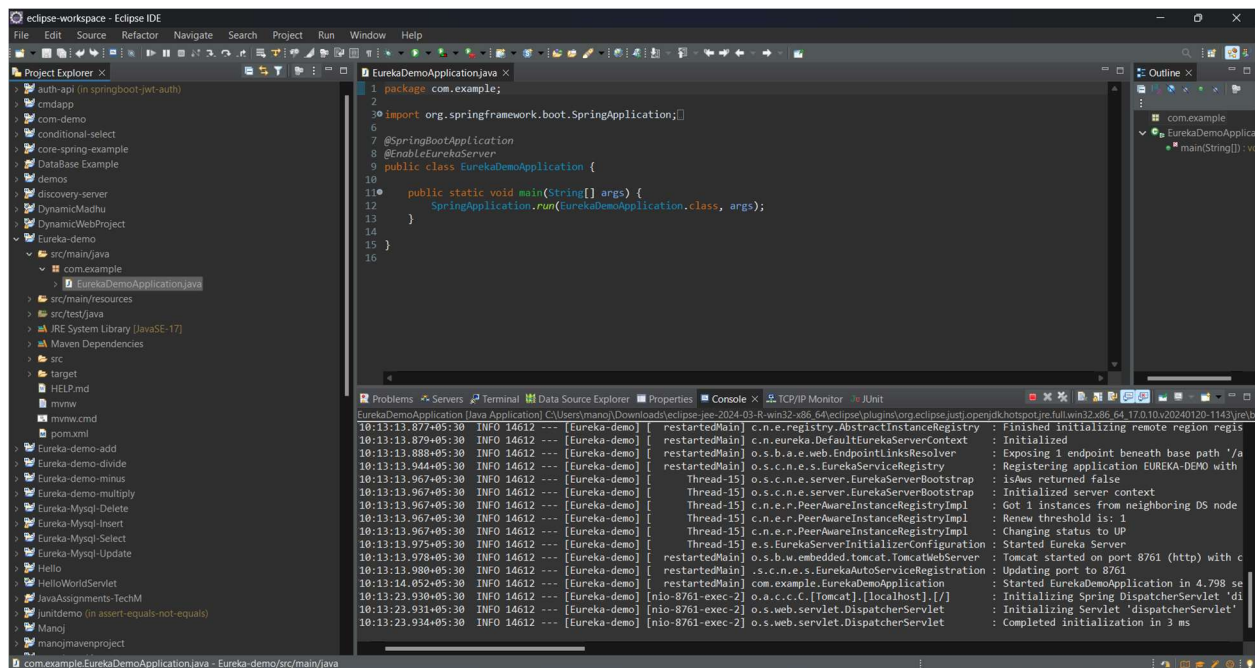 eclipse-workspace - Eclipse IDE
File Edit Source Refactor Navigate Search Project Run Window Help
Project Explorer
auth-api (in springboot-jwt-auth)
cmdapp
com-demo
conditional-select
core-spring-example
DataBase Example
demos
discovery-server
DynamicMadhu
DynamicWebProject
Eureka-demo
src/main/java
com.example
EurekaDemoApplication.java
src/main/resources
src/test/java
JRE System Library [JavaSE-17]
Maven Dependencies
src
target
HELP.md
mvnw
mvnw.cmd
pom.xml
Eureka-demo-add
Eureka-demo-divide
Eureka-demo-minus
Eureka-demo-multiply
Eureka-Mysql-Delete
Eureka-Mysql-Insert
Eureka-Mysql-Select
Eureka-Mysql-Update
Hello
HelloWorldServlet
JavaAssignments-TechM
junitdemo (in assert-equals-not-equals)
Manoj
manojmavenproject
EurekaDemoApplication.java
1 package com.example;
2
3 import org.springframework.boot.SpringApplication;
6
7 @SpringBootApplication
8 @EnableEurekaServer
9 public class EurekaDemoApplication {
10
11 public static void main(String[] args) {
12 SpringApplication.run(EurekaDemoApplication.class, args);
13 }
14
15 }
16
Outline
com.example
EurekaDemoApplica
main(String[]) : vo
Problems Servers Terminal Data Source Explorer Properties Console TCP/IP Monitor JUnit
EurekaDemoApplication [Java Application] C:\Users\manoj\Downloads\eclipse-jee-2024-03-R-win32-x86_64\eclipse\plugins\org.eclipse.justj.openjdk.hotspot.jre.full.win32.x86_64_17.0.10.v20240120-1143\jre\b
10:13:13.877+05:30 INFO 14612 --- [Eureka-demo] [ restartedMain] c.n.e.registry.AbstractInstanceRegistry : Finished initializing remote region regis
10:13:13.879+05:30 INFO 14612 --- [Eureka-demo] [ restartedMain] c.n.eureka.DefaultEurekaServerContext : Initialized
10:13:13.888+05:30 INFO 14612 --- [Eureka-demo] [ restartedMain] o.s.b.a.e.web.EndpointLinksResolver : Exposing 1 endpoint beneath base path '/a
10:13:13.944+05:30 INFO 14612 --- [Eureka-demo] [ restartedMain] o.s.c.n.e.s.EurekaServiceRegistry : Registering application EUREKA-DEMO with
10:13:13.967+05:30 INFO 14612 --- [Eureka-demo] [ Thread-15] o.s.c.n.e.server.EurekaServerBootstrap : isAws returned false
10:13:13.967+05:30 INFO 14612 --- [Eureka-demo] [ Thread-15] o.s.c.n.e.server.EurekaServerBootstrap : Initialized server context
10:13:13.967+05:30 INFO 14612 --- [Eureka-demo] [ Thread-15] c.n.e.r.PeerAwareInstanceRegistryImpl : Got 1 instances from neighboring DS node
10:13:13.967+05:30 INFO 14612 --- [Eureka-demo] [ Thread-15] c.n.e.r.PeerAwareInstanceRegistryImpl : Renew threshold is: 1
10:13:13.967+05:30 INFO 14612 --- [Eureka-demo] [ Thread-15] c.n.e.r.PeerAwareInstanceRegistryImpl : Changing status to UP
10:13:13.975+05:30 INFO 14612 --- [Eureka-demo] [ Thread-15] e.s.EurekaServerInitializerConfiguration : Started Eureka Server
10:13:13.978+05:30 INFO 14612 --- [Eureka-demo] [ restartedMain] o.s.b.w.embedded.tomcat.TomcatWebServer : Tomcat started on port 8761 (http) with c
10:13:13.980+05:30 INFO 14612 --- [Eureka-demo] [ restartedMain] .s.c.n.e.s.EurekaAutoServiceRegistration : Updating port to 8761
10:13:14.052+05:30 INFO 14612 --- [Eureka-demo] [ restartedMain] com.example.EurekaDemoApplication : Started EurekaDemoApplication in 4.798 se
10:13:23.930+05:30 INFO 14612 --- [Eureka-demo] [nio-8761-exec-2] o.a.c.c.C.[Tomcat].[localhost].[/] : Initializing Spring DispatcherServlet 'di
10:13:23.931+05:30 INFO 14612 --- [Eureka-demo] [nio-8761-exec-2] o.s.web.servlet.DispatcherServlet : Initializing Servlet 'dispatcherServlet'
10:13:23.934+05:30 INFO 14612 --- [Eureka-demo] [nio-8761-exec-2] o.s.web.servlet.DispatcherServlet : Completed initialization in 3 ms
com.example.EurekaDemoApplication.java - Eureka-demo/src/main/java